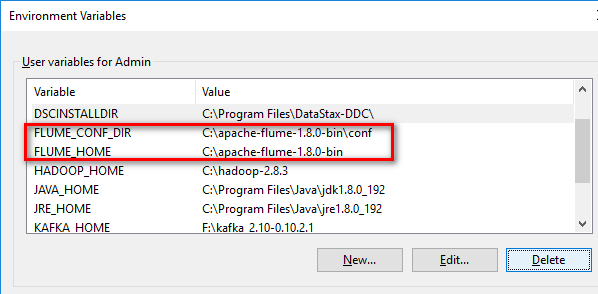 Environment Variables
User variables for Admin
Variable Value
DSCINSTALLDIR C:\Program Files\DataStax-DDC\
FLUME_CONF_DIR C:\apache-flume-1.8.0-bin\conf
FLUME_HOME C:\apache-flume-1.8.0-bin
HADOOP_HOME C:\hadoop-2.8.3
JAVA_HOME C:\Program Files\Java\jdk1.8.0_192
JRE_HOME C:\Program Files\Java\jre1.8.0_192
KAFKA_HOME F:\kafka_2.10-0.10.2.1
New... Edit... Delete